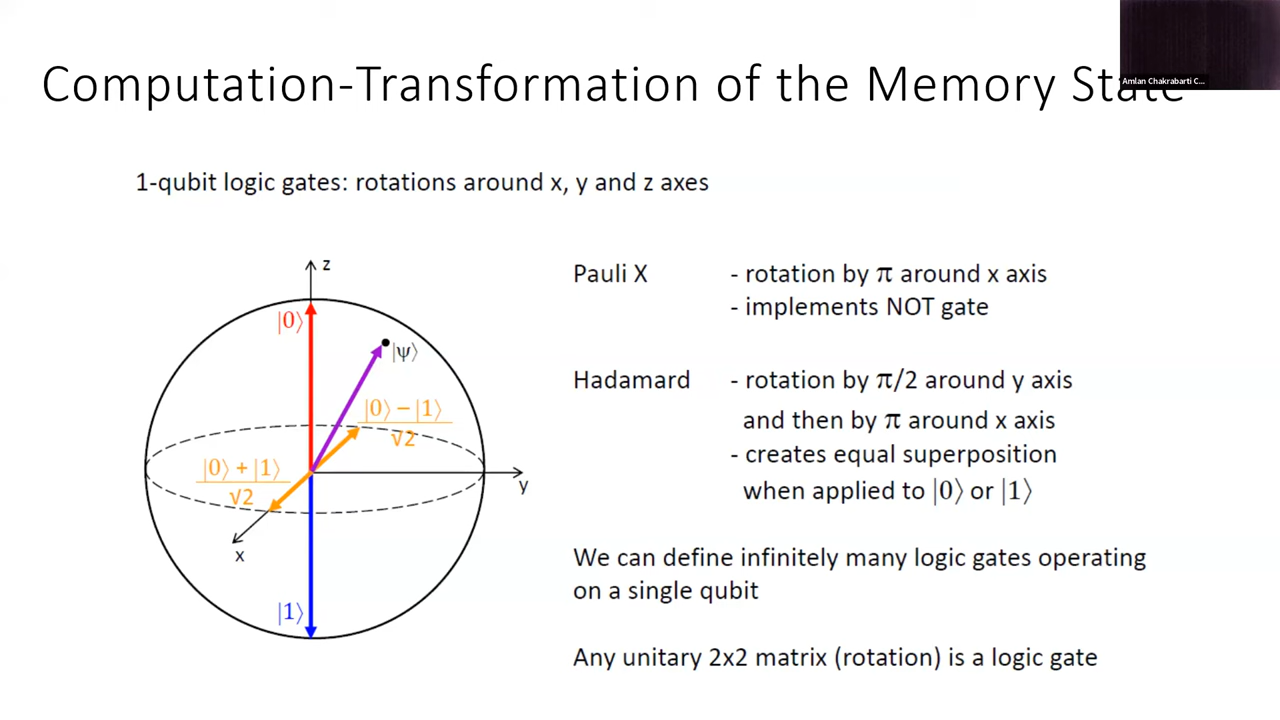 Computation-Transformation of the Memory State
Amlan Chakrabarti C...
1-qubit logic gates: rotations around x, y and z axes
z
|0⟩
|ψ⟩
|0⟩ − |1⟩
√2
|0⟩ + |1⟩
√2
y
x
|1⟩
Pauli X - rotation by π around x axis
- implements NOT gate
Hadamard - rotation by π/2 around y axis
and then by π around x axis
- creates equal superposition
when applied to |0⟩ or |1⟩
We can define infinitely many logic gates operating
on a single qubit
Any unitary 2x2 matrix (rotation) is a logic gate